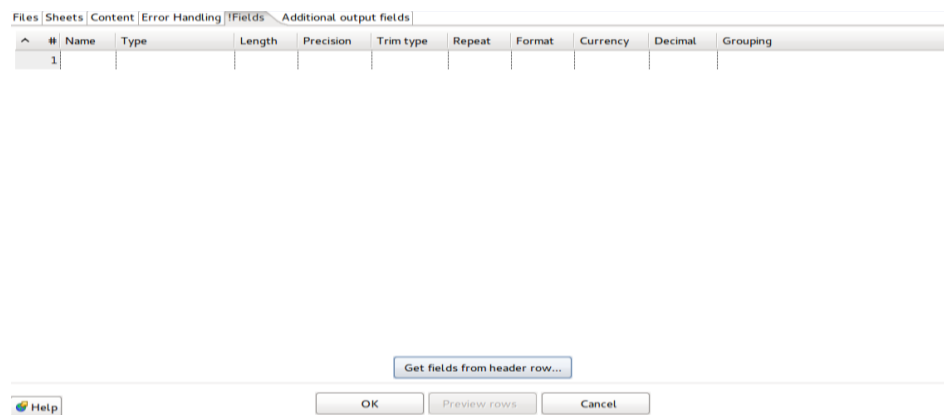 Files Sheets Content Error Handling !Fields Additional output fields
^ # Name Type Length Precision Trim type Repeat Format Currency Decimal Grouping
1
Get fields from header row...
Help OK Preview rows Cancel